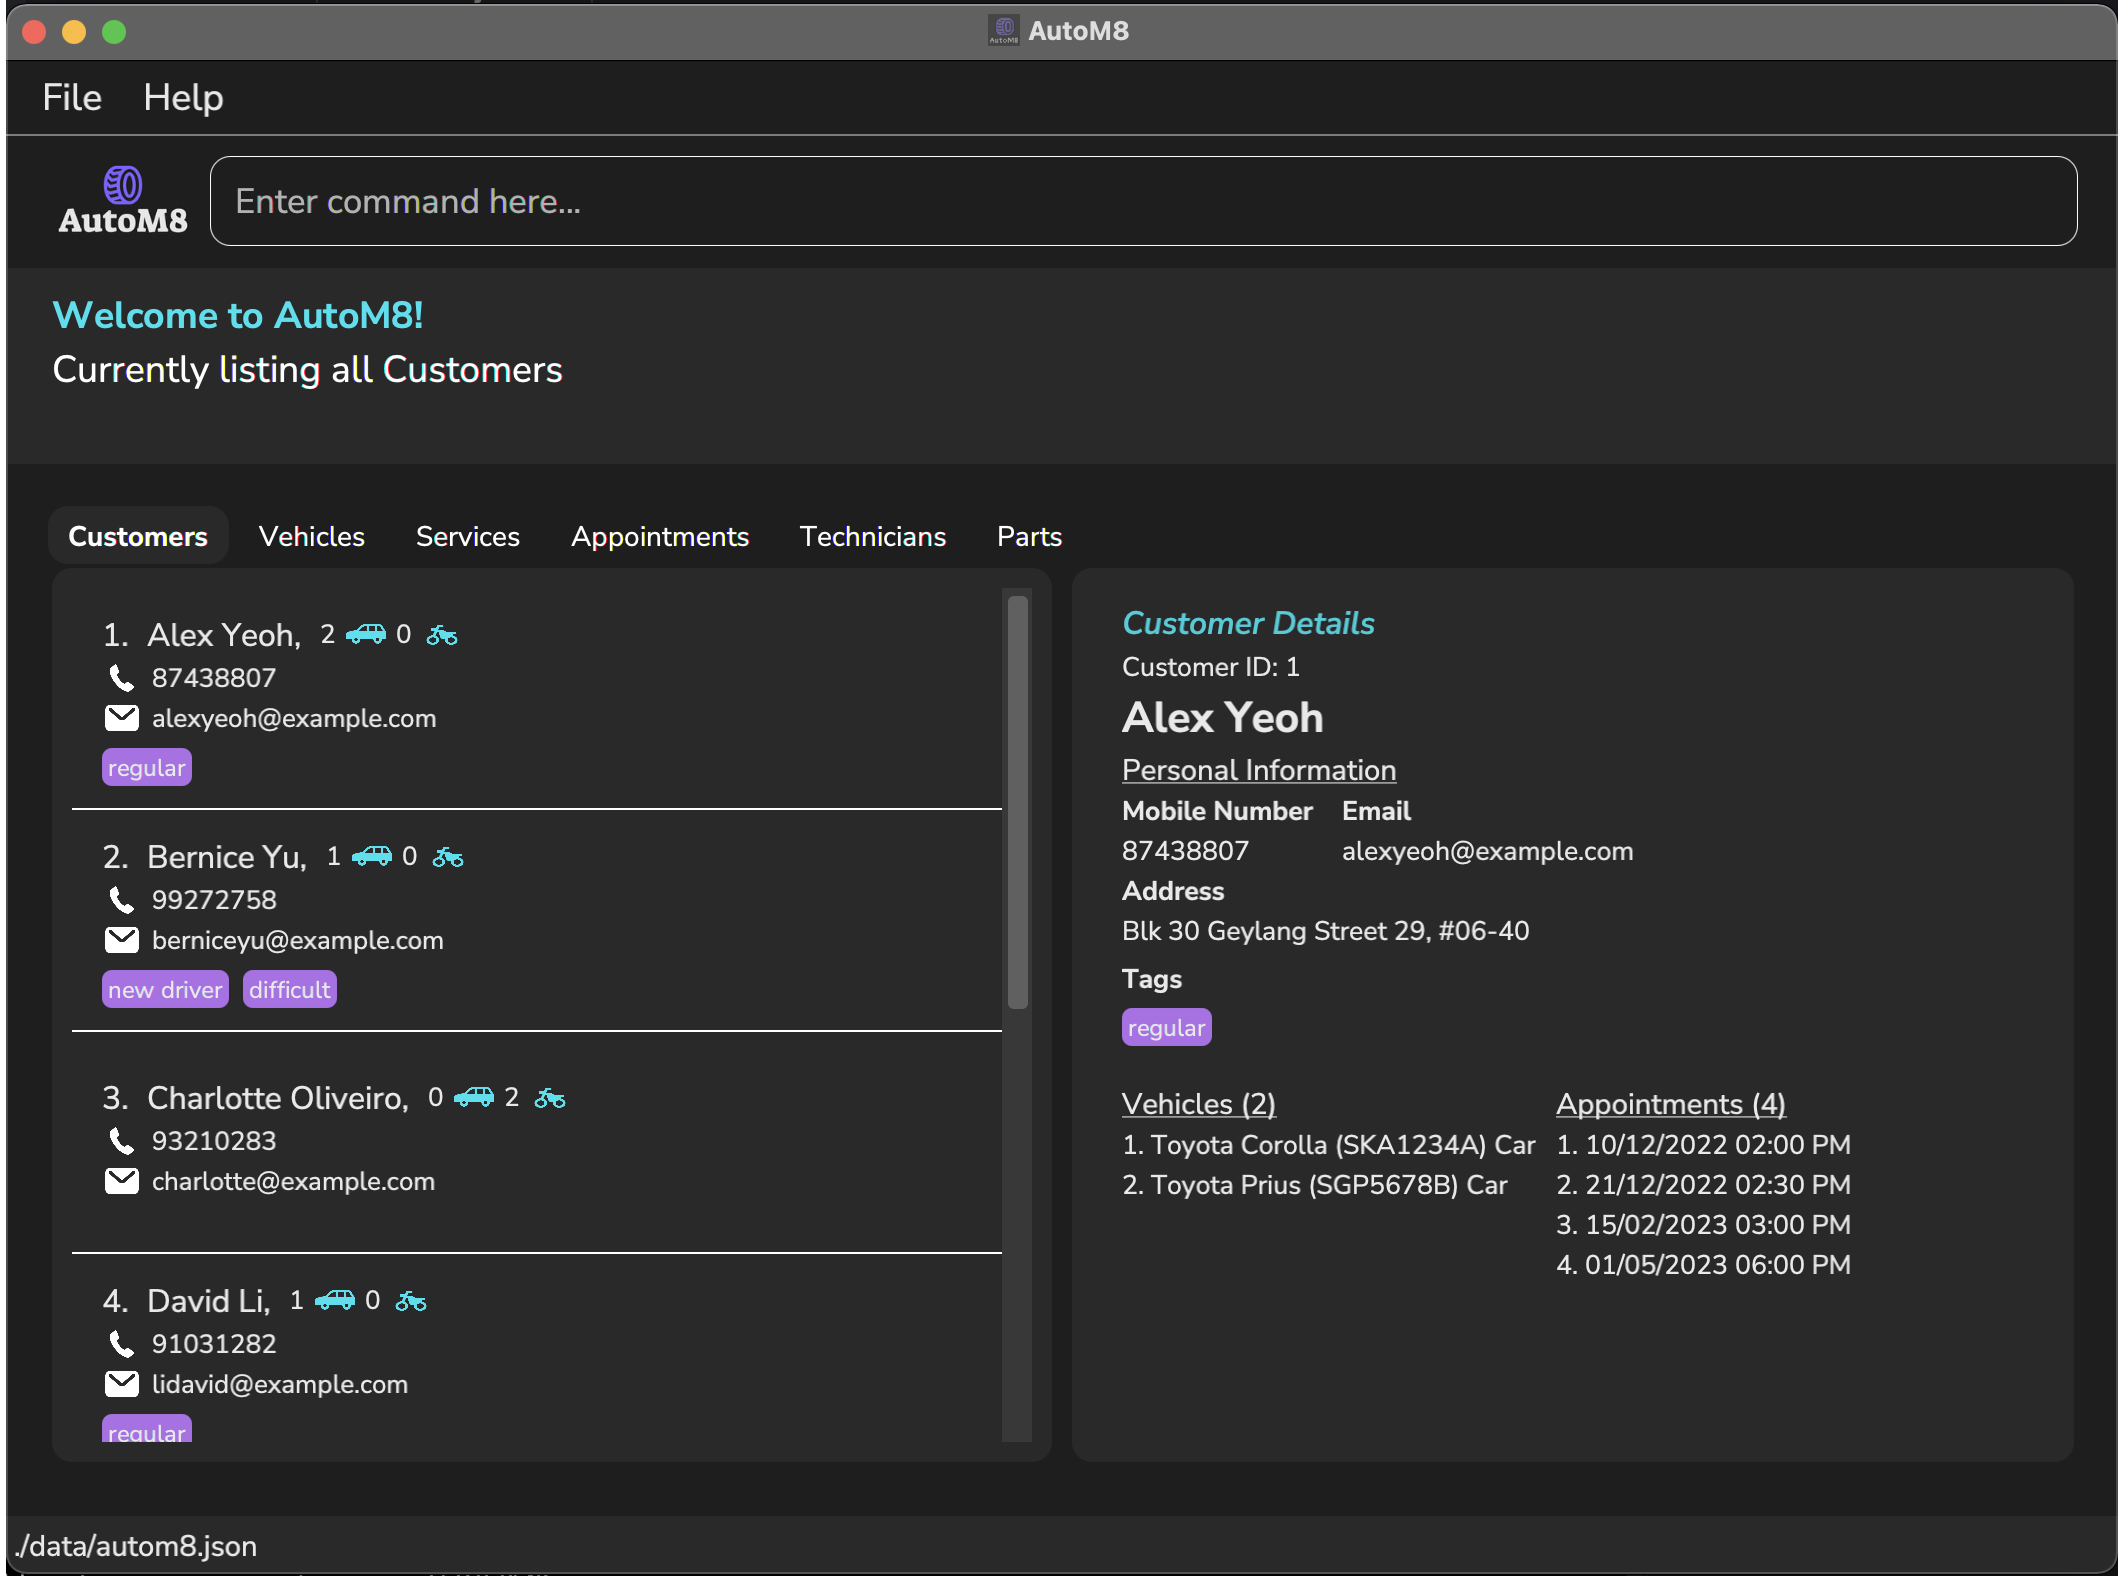 AutoM8
File Help
AutoM8
Enter command here...
Welcome to AutoM8!
Currently listing all Customers
Customers Vehicles Services Appointments Technicians Parts
1. Alex Yeoh, 2 0
87438807
alexyeoh@example.com
regular
2. Bernice Yu, 1 0
99272758
berniceyu@example.com
new driver difficult
3. Charlotte Oliveiro, 0 2
93210283
charlotte@example.com
4. David Li, 1 0
91031282
lidavid@example.com
regular
Customer Details
Customer ID: 1
Alex Yeoh
Personal Information
Mobile Number Email
87438807 alexyeoh@example.com
Address
Blk 30 Geylang Street 29, #06-40
Tags
regular
Vehicles (2)
1. Toyota Corolla (SKA1234A) Car
2. Toyota Prius (SGP5678B) Car
Appointments (4)
1. 10/12/2022 02:00 PM
2. 21/12/2022 02:30 PM
3. 15/02/2023 03:00 PM
4. 01/05/2023 06:00 PM
./data/autom8.json